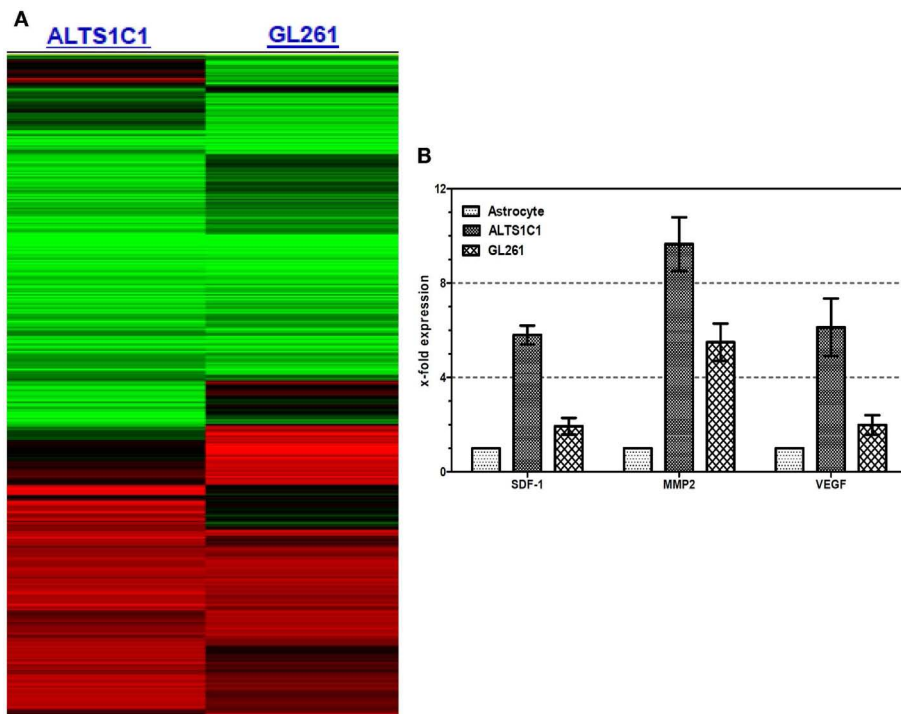 A
ALTS1C1 GL261
B
12
8
4
0
x-fold expression
Astrocyte
ALTS1C1
GL261
SDF-1 MMP2 VEGF